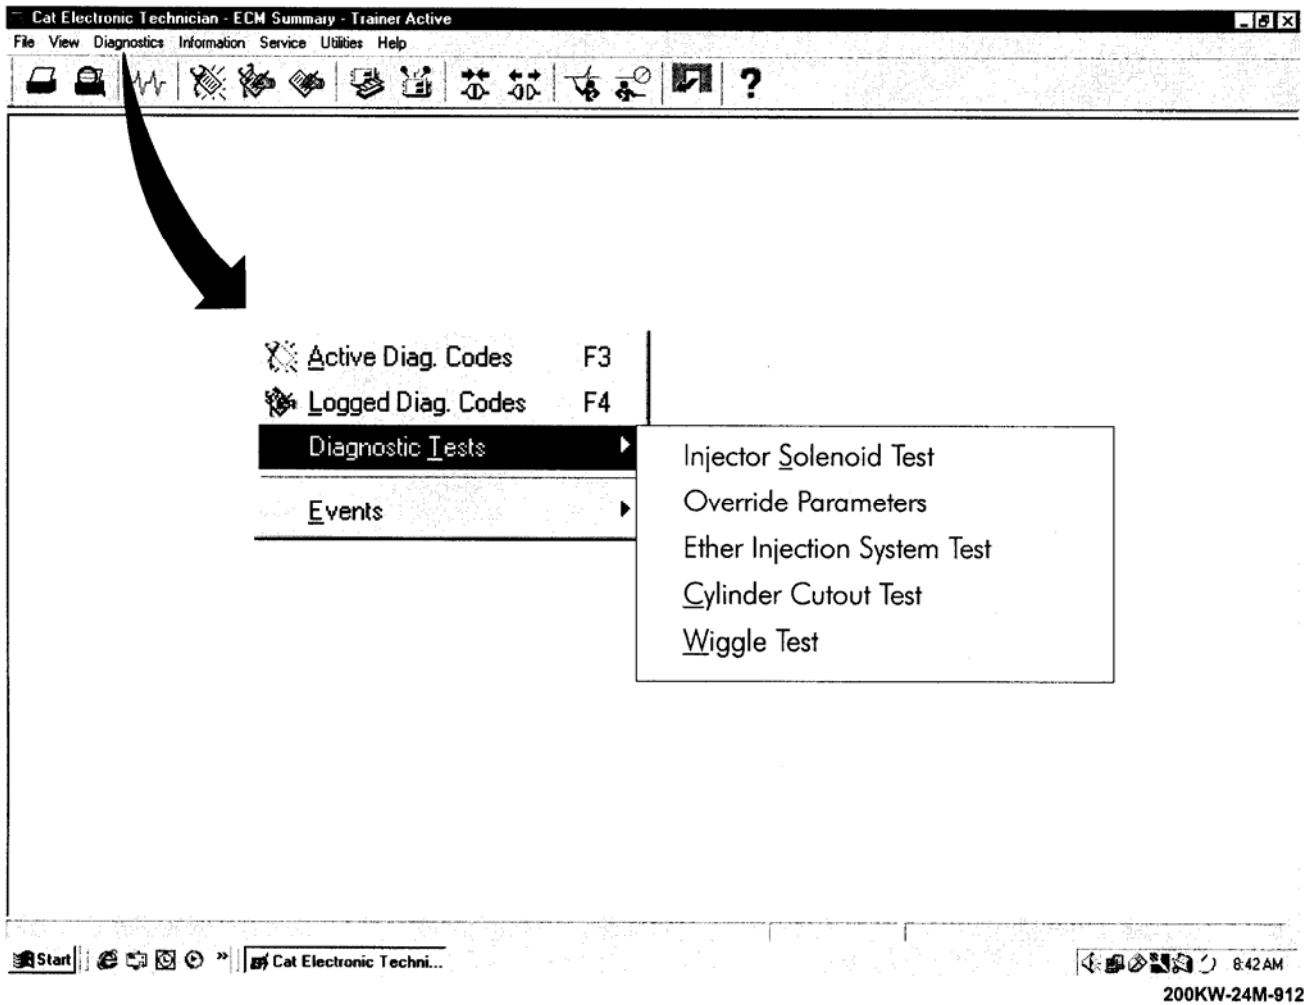 Cat Electronic Technician - ECM Summary - Trainer Active
File View Diagnostics Information Service Utilities Help
?
Active Diag. Codes F3
Logged Diag. Codes F4
Diagnostic Tests
Events
Injector Solenoid Test
Override Parameters
Ether Injection System Test
Cylinder Cutout Test
Wiggle Test
Start » Cat Electronic Techni... 8:42 AM
200KW-24M-912